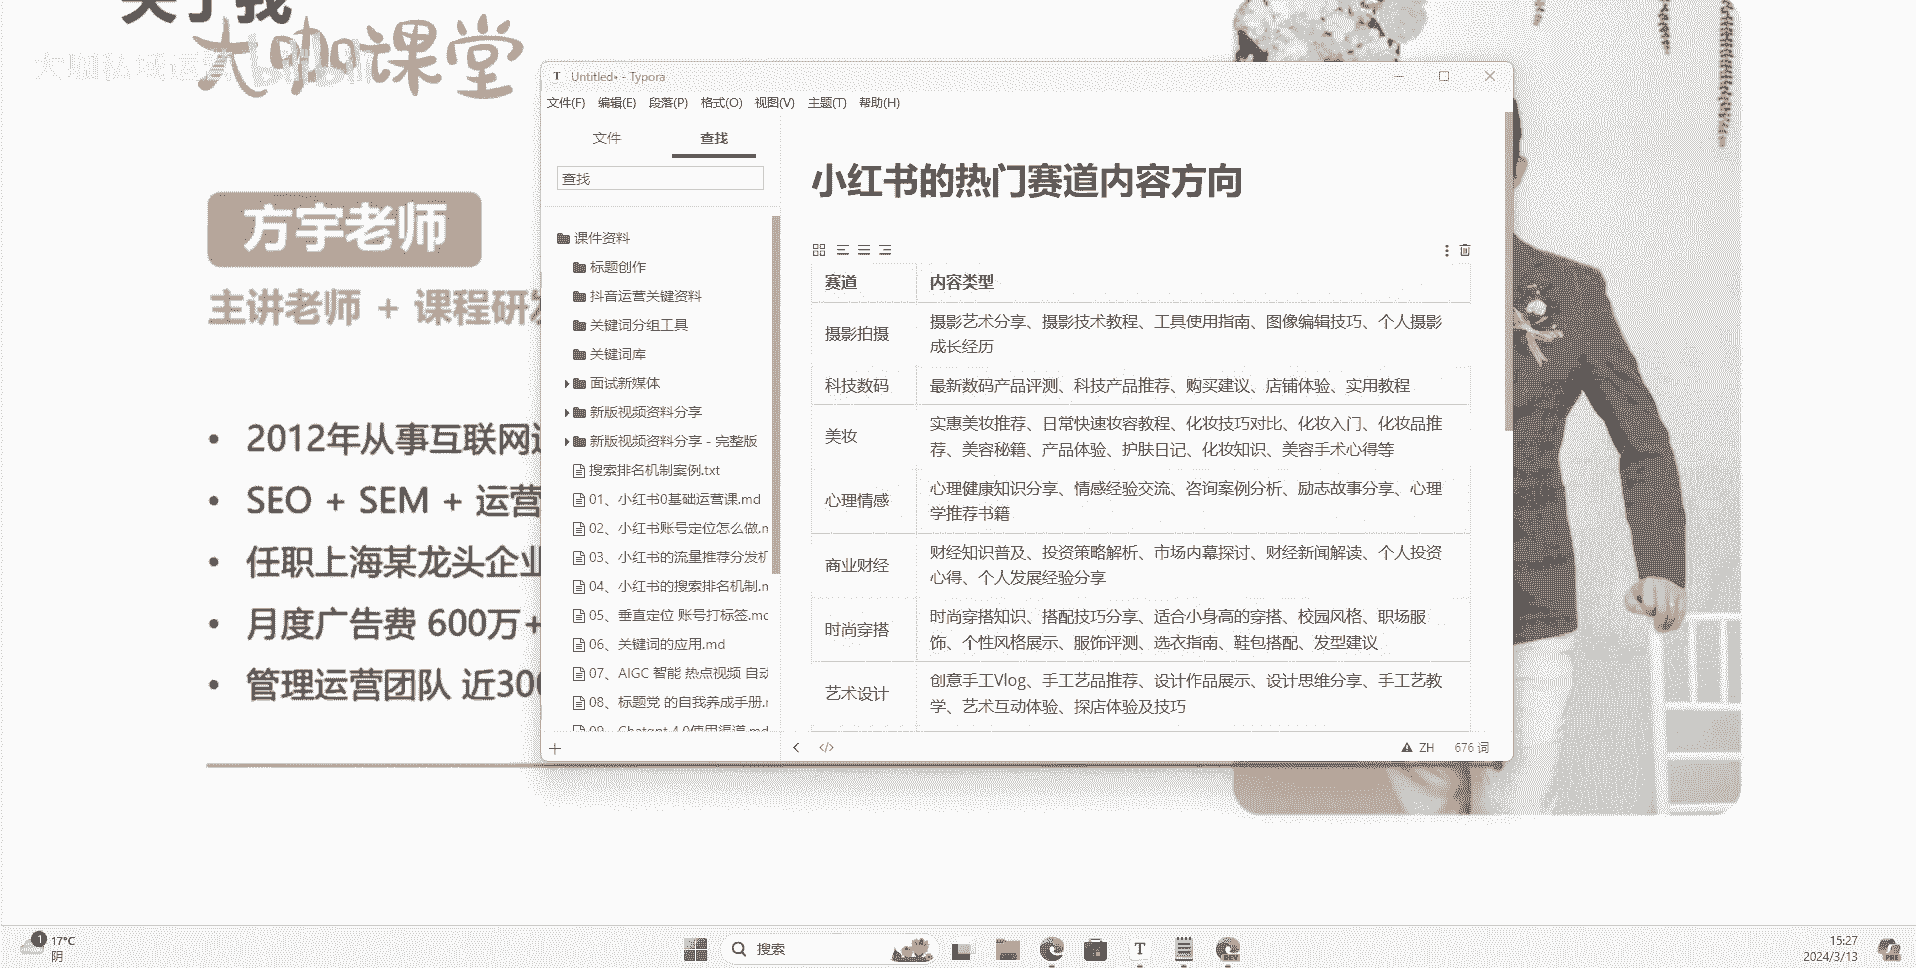 关于我
大咖课堂
大咖私域运营
bilibili
方宇老师
主讲老师 + 课程研发
• 2012年从事互联网运
• SEO + SEM + 运营
• 任职上海某龙头企业
• 月度广告费 600万+
• 管理运营团队 近300
Untitled• - Typora
文件(F) 编辑(E) 段落(P) 格式(O) 视图(V) 主题(T) 帮助(H)
文件 查找
查找
课件资料
标题创作
抖音运营关键资料
关键词分组工具
关键词库
面试新媒体
新版视频资料分享
新版视频资料分享 - 完整版
搜索排名机制案例.txt
01、小红书0基础运营课.md
02、小红书账号定位怎么做.m
03、小红书的流量推荐分发机
04、小红书的搜索排名机制.m
05、垂直定位 账号打标签.mc
06、关键词的应用.md
07、AIGC 智能 热点视频 自动
08、标题党 的自我养成手册.m
09、Chatgpt 4.0使用渠道.md
小红书的热门赛道内容方向
赛道 内容类型
摄影拍摄 摄影艺术分享、摄影技术教程、工具使用指南、图像编辑技巧、个人摄影
成长经历
科技数码 最新数码产品评测、科技产品推荐、购买建议、店铺体验、实用教程
美妆 实惠美妆推荐、日常快速妆容教程、化妆技巧对比、化妆入门、化妆品推
荐、美容秘籍、产品体验、护肤日记、化妆知识、美容手术心得等
心理情感 心理健康知识分享、情感经验交流、咨询案例分析、励志故事分享、心理
学推荐书籍
商业财经 财经知识普及、投资策略解析、市场内幕探讨、财经新闻解读、个人投资
心得、个人发展经验分享
时尚穿搭 时尚穿搭知识、搭配技巧分享、适合小身高的穿搭、校园风格、职场服
饰、个性风格展示、服饰评测、选衣指南、鞋包搭配、发型建议
艺术设计 创意手工Vlog、手工艺品推荐、设计作品展示、设计思维分享、手工艺教
学、艺术互动体验、探店体验及技巧
ZH 676 词
1 17°C
阴
搜索
15:27
2024/3/13